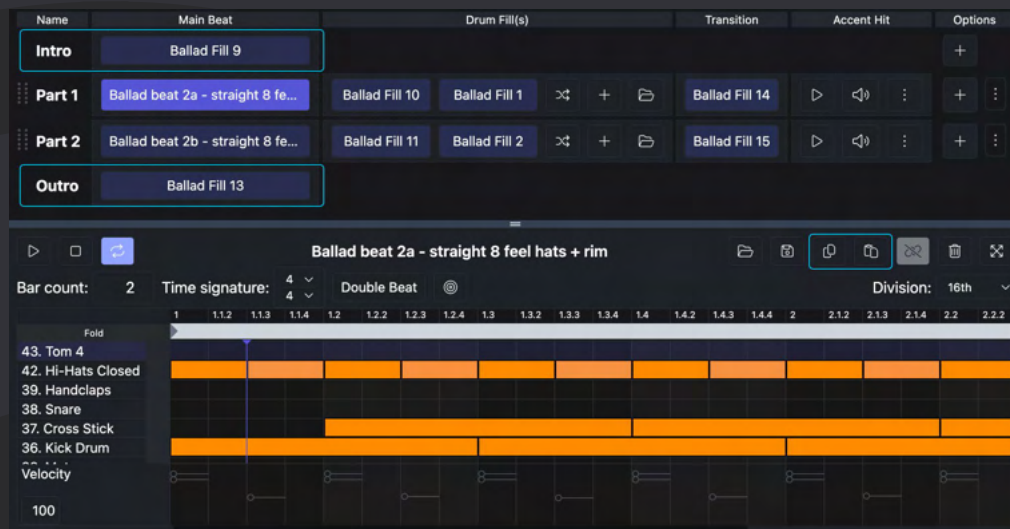 Name Main Beat Drum Fill(s) Transition Accent Hit Options
Intro Ballad Fill 9
Part 1 Ballad beat 2a - straight 8 fe... Ballad Fill 10 Ballad Fill 1 Ballad Fill 14
Part 2 Ballad beat 2b - straight 8 fe... Ballad Fill 11 Ballad Fill 2 Ballad Fill 15
Outro Ballad Fill 13
Ballad beat 2a - straight 8 feel hats + rim
Bar count: 2 Time signature: 4 4 Double Beat Division: 16th
1 1.1.2 1.1.3 1.1.4 1.2 1.2.2 1.2.3 1.2.4 1.3 1.3.2 1.3.3 1.3.4 1.4 1.4.2 1.4.3 1.4.4 2 2.1.2 2.1.3 2.1.4 2.2 2.2.2
Fold
43. Tom 4
42. Hi-Hats Closed
39. Handclaps
38. Snare
37. Cross Stick
36. Kick Drum
Velocity
100